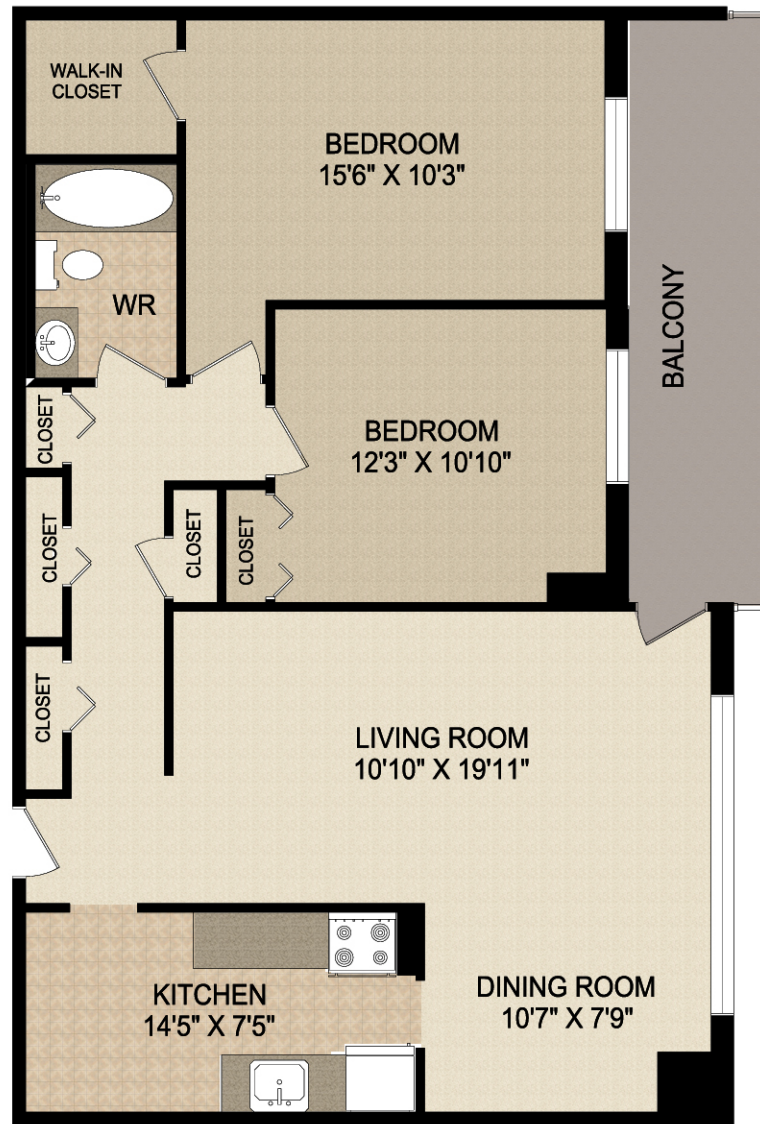 WALK-IN
CLOSET
BEDROOM
15'6" X 10'3"
WR
BALCONY
CLOSET
BEDROOM
12'3" X 10'10"
CLOSET
CLOSET
CLOSET
CLOSET
LIVING ROOM
10'10" X 19'11"
KITCHEN
14'5" X 7'5"
DINING ROOM
10'7" X 7'9"